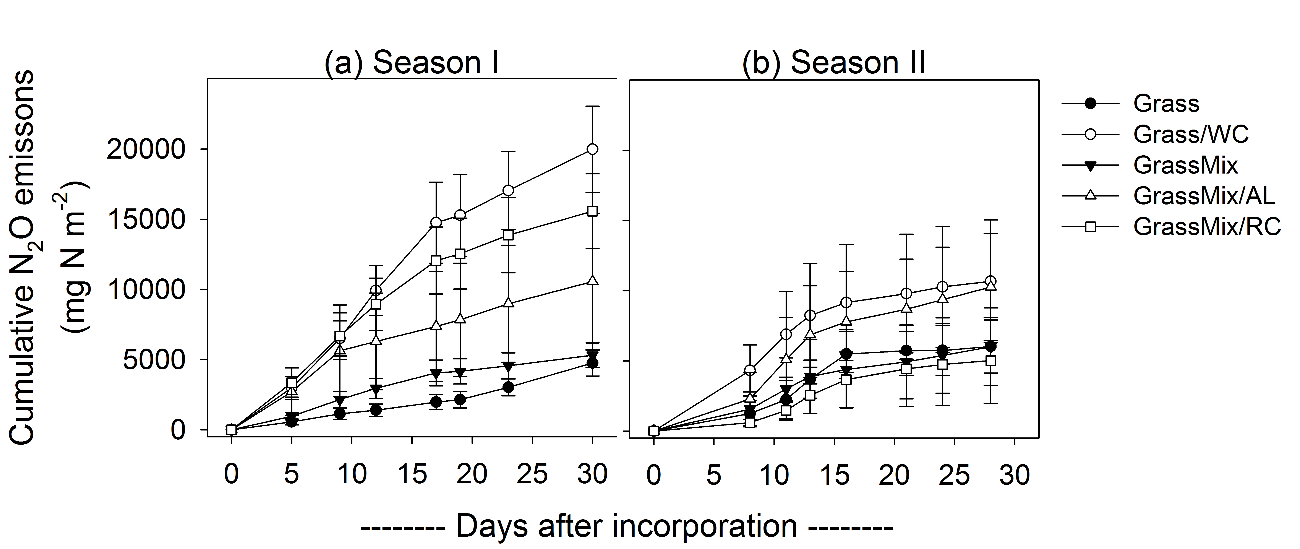 (a) Season I
(b) Season II
Cumulative N₂O emissons
(mg N m⁻²)
20000
15000
10000
5000
0
0 5 10 15 20 25 30
0 5 10 15 20 25 30
-------- Days after incorporation --------
Grass
Grass/WC
GrassMix
GrassMix/AL
GrassMix/RC